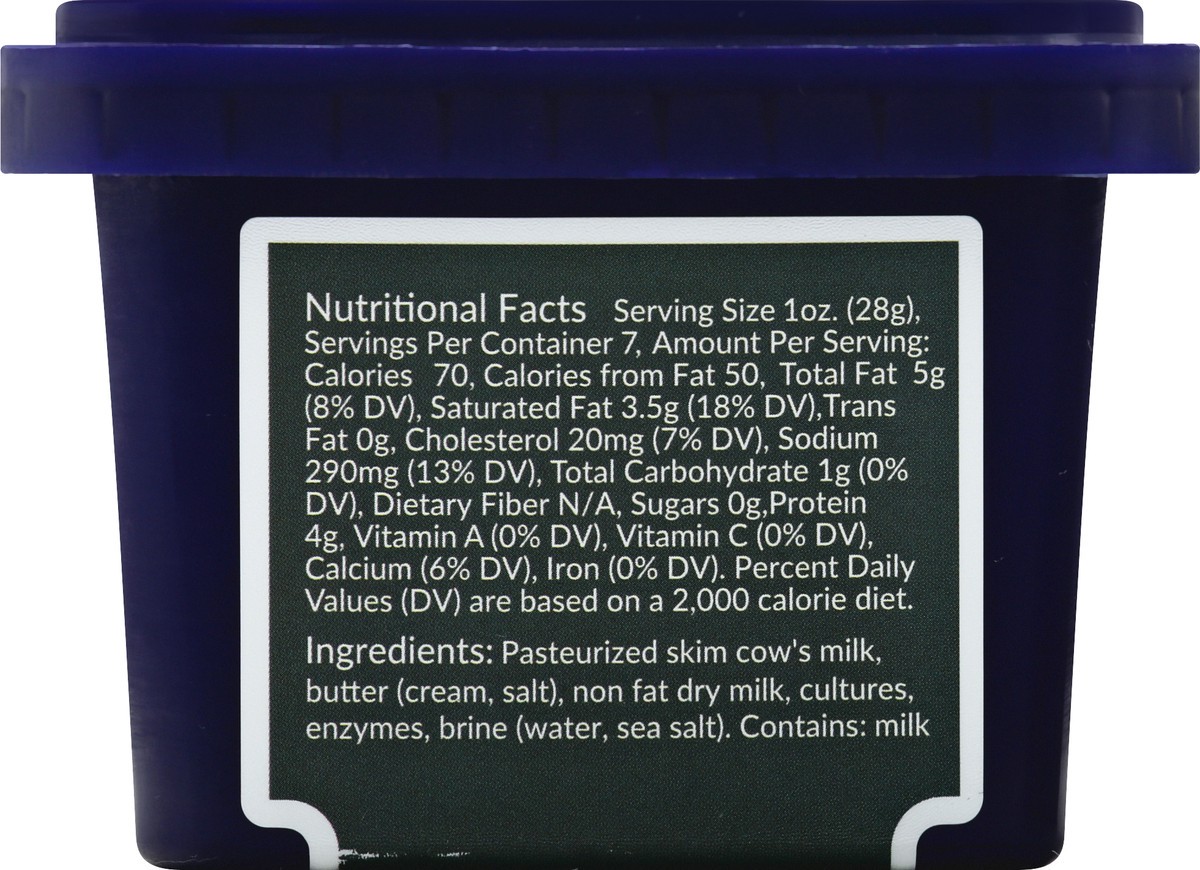 Nutritional Facts Serving Size 1oz. (28g),
Servings Per Container 7, Amount Per Serving:
Calories 70, Calories from Fat 50, Total Fat 5g
(8% DV), Saturated Fat 3.5g (18% DV),Trans
Fat 0g, Cholesterol 20mg (7% DV), Sodium
290mg (13% DV), Total Carbohydrate 1g (0%
DV), Dietary Fiber N/A, Sugars 0g,Protein
4g, Vitamin A (0% DV), Vitamin C (0% DV),
Calcium (6% DV), Iron (0% DV). Percent Daily
Values (DV) are based on a 2,000 calorie diet.
Ingredients: Pasteurized skim cow's milk,
butter (cream, salt), non fat dry milk, cultures,
enzymes, brine (water, sea salt). Contains: milk